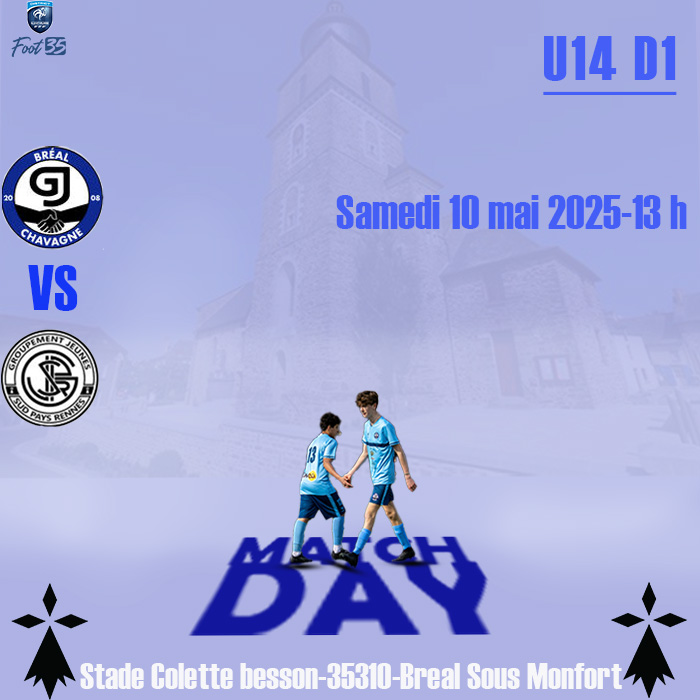 Foot 35
U14 D1
BRÉAL
GJ
20 08
CHAVAGNE
Samedi 10 mai 2025-13 h
VS
GROUPEMENT JEUNES
SUD PAYS RENNES
13
MATCH
DAY
Stade Colette besson-35310-Breal Sous Monfort